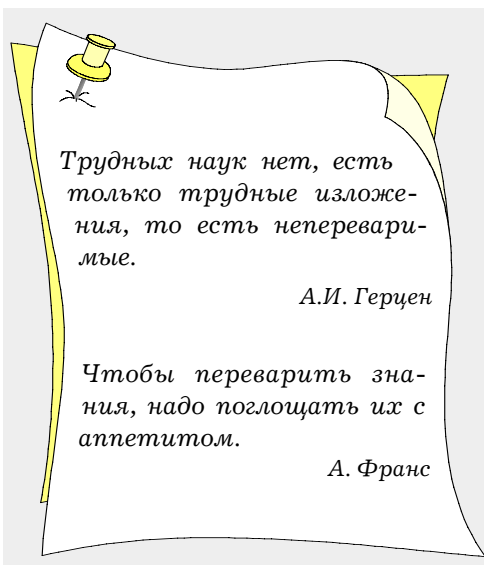 Трудных наук нет, есть
только трудные изложе-
ния, то есть неперевари-
мые.
А.И. Герцен
Чтобы переварить зна-
ния, надо поглощать их с
аппетитом.
А. Франс